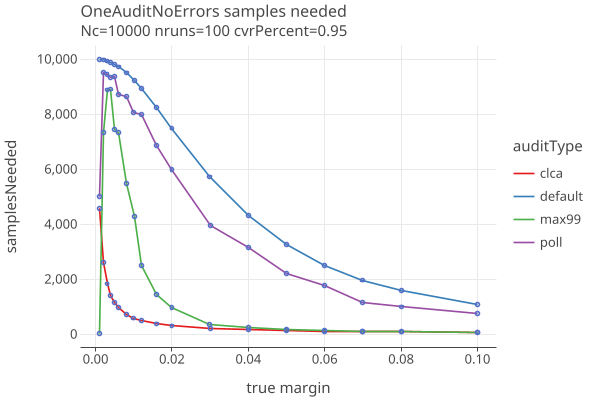 OneAuditNoErrors samples needed
Nc=10000 nruns=100 cvrPercent=0.95
10,000
8,000
6,000
4,000
2,000
0
samplesNeeded
0.00
0.02
0.04
0.06
0.08
0.10
true margin
auditType
clca
default
max99
poll